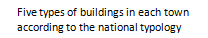 Five types of buildings in each town
according to the national typology